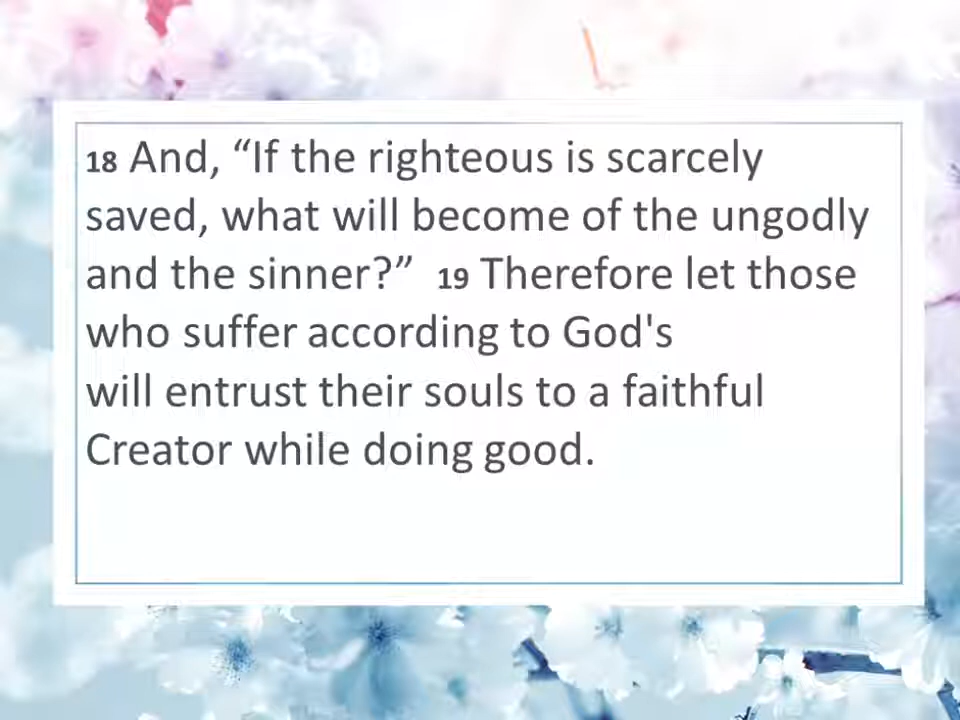 18 And, “If the righteous is scarcely
saved, what will become of the ungodly
and the sinner?” 19 Therefore let those
who suffer according to God's
will entrust their souls to a faithful
Creator while doing good.